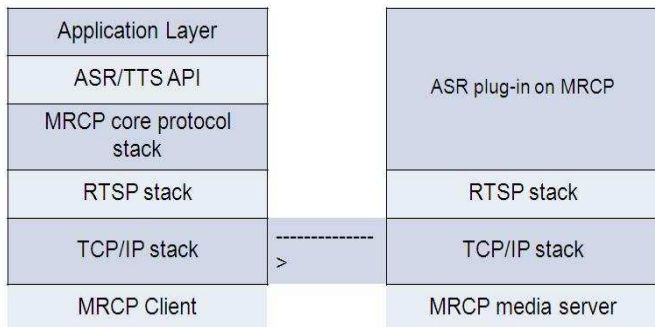 Application Layer
ASR/TTS API
MRCP core protocol
stack
RTSP stack
TCP/IP stack
MRCP Client
--------------
>
ASR plug-in on MRCP
RTSP stack
TCP/IP stack
MRCP media server